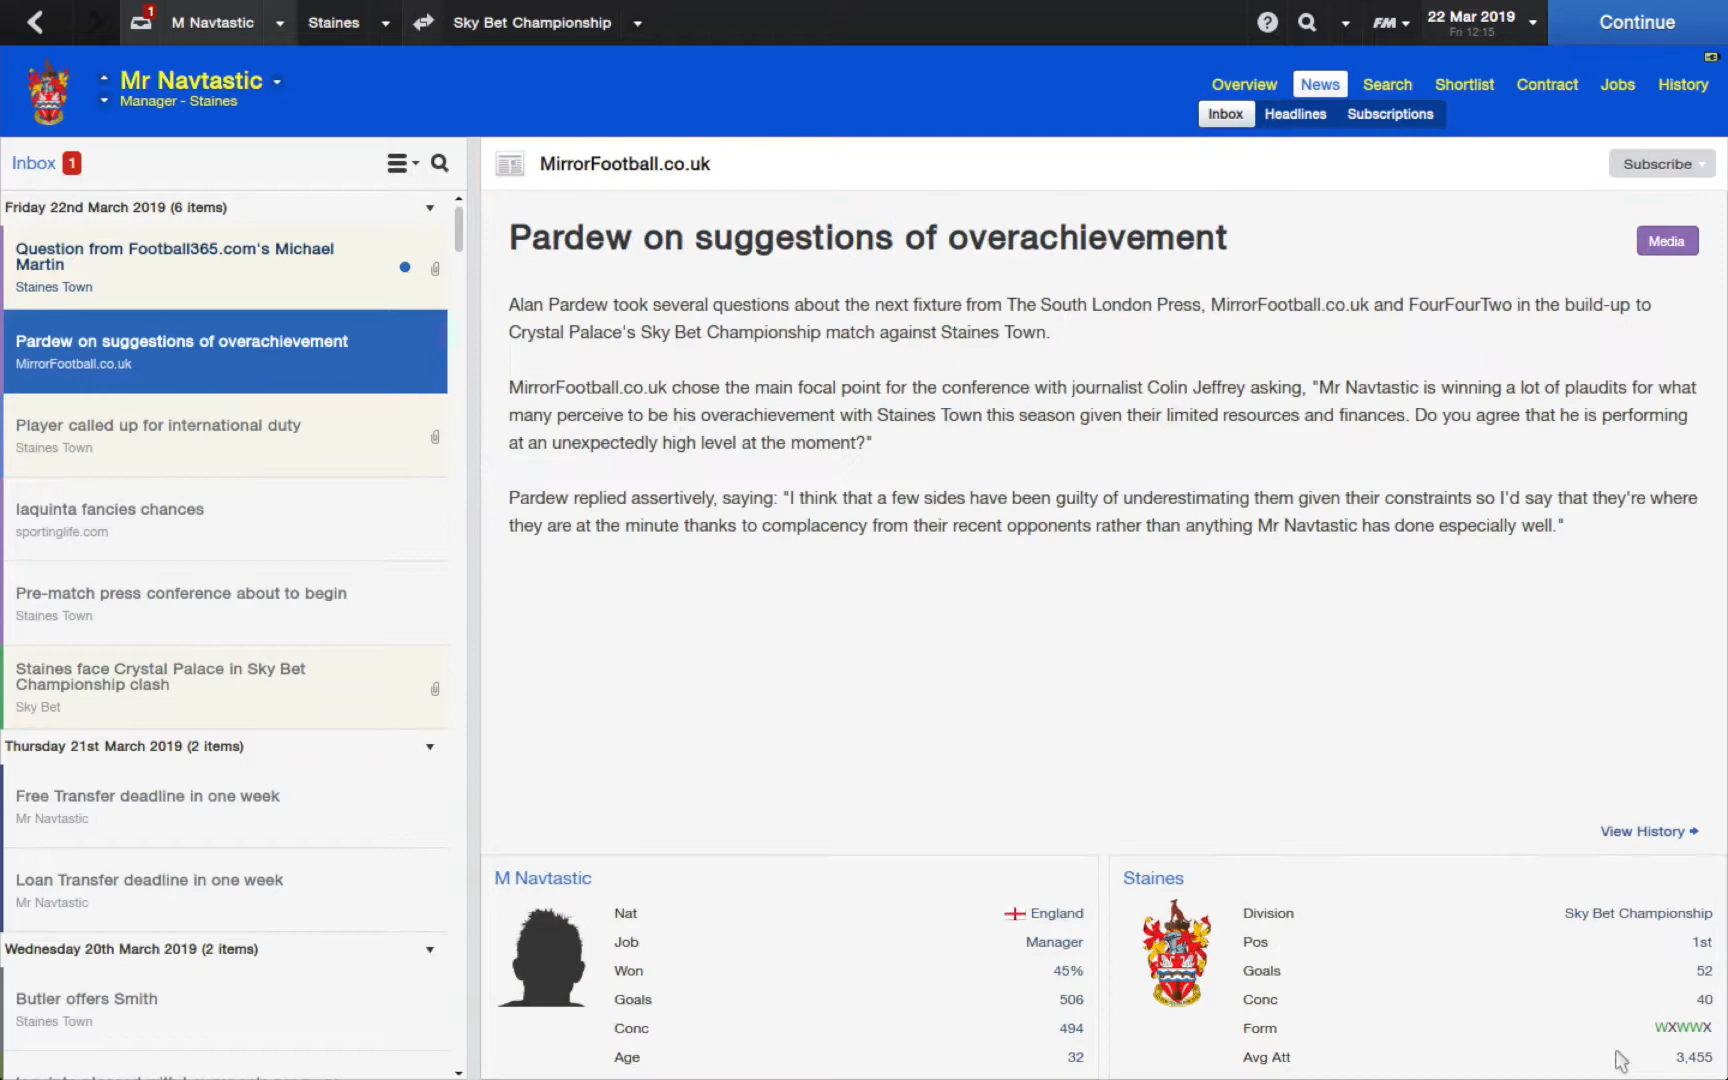 1
M Navtastic
Staines
Sky Bet Championship
FM
22 Mar 2019
Fri 12:15
Continue
Mr Navtastic
Manager - Staines
Overview
News
Search
Shortlist
Contract
Jobs
History
Inbox
Headlines
Subscriptions
Inbox 1
MirrorFootball.co.uk
Subscribe
Friday 22nd March 2019 (6 items)
Question from Football365.com's Michael
Martin
Staines Town
Pardew on suggestions of overachievement
MirrorFootball.co.uk
Player called up for international duty
Staines Town
Iaquinta fancies chances
sportinglife.com
Pre-match press conference about to begin
Staines Town
Staines face Crystal Palace in Sky Bet
Championship clash
Sky Bet
Thursday 21st March 2019 (2 items)
Free Transfer deadline in one week
Mr Navtastic
Loan Transfer deadline in one week
Mr Navtastic
Wednesday 20th March 2019 (2 items)
Butler offers Smith
Staines Town
Pardew on suggestions of overachievement
Media
Alan Pardew took several questions about the next fixture from The South London Press, MirrorFootball.co.uk and FourFourTwo in the build-up to
Crystal Palace's Sky Bet Championship match against Staines Town.
MirrorFootball.co.uk chose the main focal point for the conference with journalist Colin Jeffrey asking, "Mr Navtastic is winning a lot of plaudits for what
many perceive to be his overachievement with Staines Town this season given their limited resources and finances. Do you agree that he is performing
at an unexpectedly high level at the moment?"
Pardew replied assertively, saying: "I think that a few sides have been guilty of underestimating them given their constraints so I'd say that they're where
they are at the minute thanks to complacency from their recent opponents rather than anything Mr Navtastic has done especially well."
View History
M Navtastic
Nat England
Job Manager
Won 45%
Goals 506
Conc 494
Age 32
Staines
Division Sky Bet Championship
Pos 1st
Goals 52
Conc 40
Form WXWWX
Avg Att 3,455